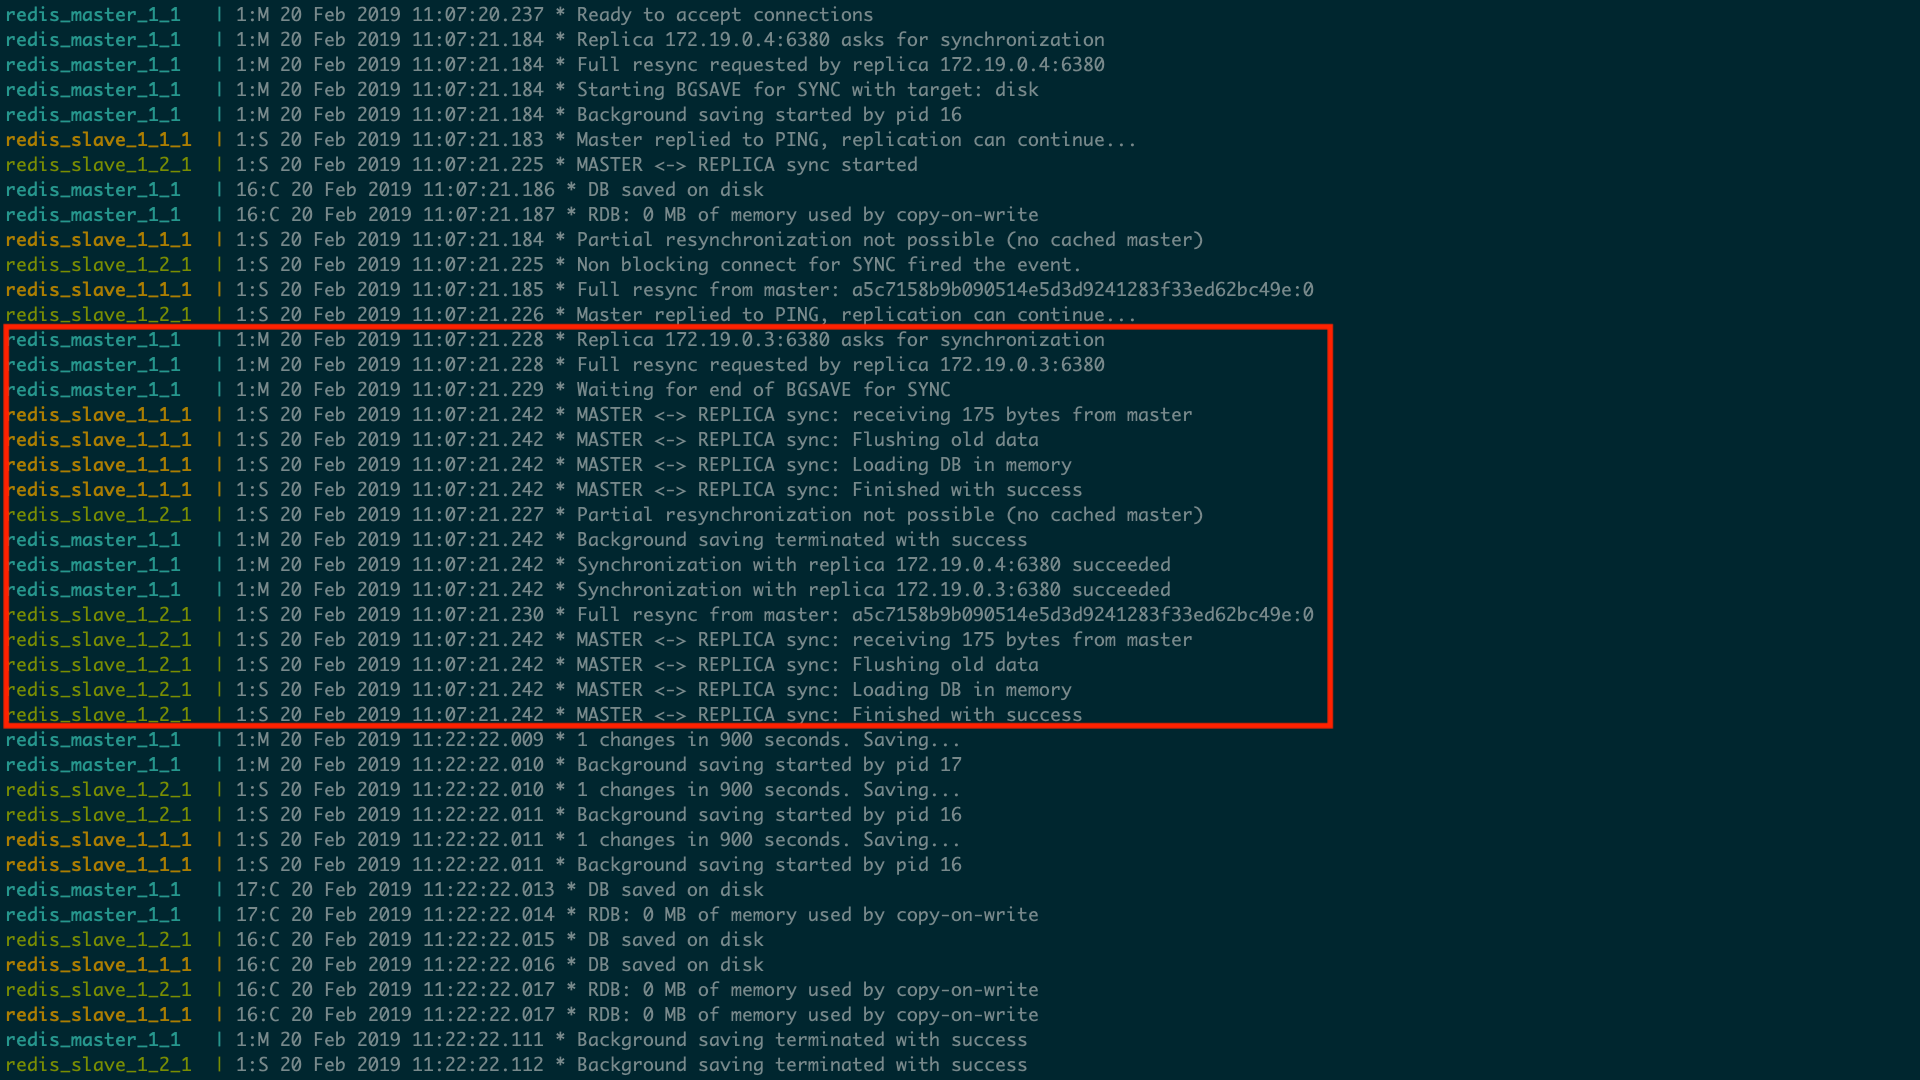 redis_master_1_1   | 1:M 20 Feb 2019 11:07:20.237 * Ready to accept connections
redis_master_1_1   | 1:M 20 Feb 2019 11:07:21.184 * Replica 172.19.0.4:6380 asks for synchronization
redis_master_1_1   | 1:M 20 Feb 2019 11:07:21.184 * Full resync requested by replica 172.19.0.4:6380
redis_master_1_1   | 1:M 20 Feb 2019 11:07:21.184 * Starting BGSAVE for SYNC with target: disk
redis_master_1_1   | 1:M 20 Feb 2019 11:07:21.184 * Background saving started by pid 16
redis_slave_1_1_1  | 1:S 20 Feb 2019 11:07:21.183 * Master replied to PING, replication can continue...
redis_slave_1_2_1  | 1:S 20 Feb 2019 11:07:21.225 * MASTER <-> REPLICA sync started
redis_master_1_1   | 16:C 20 Feb 2019 11:07:21.186 * DB saved on disk
redis_master_1_1   | 16:C 20 Feb 2019 11:07:21.187 * RDB: 0 MB of memory used by copy-on-write
redis_slave_1_1_1  | 1:S 20 Feb 2019 11:07:21.184 * Partial resynchronization not possible (no cached master)
redis_slave_1_2_1  | 1:S 20 Feb 2019 11:07:21.225 * Non blocking connect for SYNC fired the event.
redis_slave_1_1_1  | 1:S 20 Feb 2019 11:07:21.185 * Full resync from master: a5c7158b9b090514e5d3d9241283f33ed62bc49e:0
redis_slave_1_2_1  | 1:S 20 Feb 2019 11:07:21.226 * Master replied to PING, replication can continue...
redis_master_1_1   | 1:M 20 Feb 2019 11:07:21.228 * Replica 172.19.0.3:6380 asks for synchronization
redis_master_1_1   | 1:M 20 Feb 2019 11:07:21.228 * Full resync requested by replica 172.19.0.3:6380
redis_master_1_1   | 1:M 20 Feb 2019 11:07:21.229 * Waiting for end of BGSAVE for SYNC
redis_slave_1_1_1  | 1:S 20 Feb 2019 11:07:21.242 * MASTER <-> REPLICA sync: receiving 175 bytes from master
redis_slave_1_1_1  | 1:S 20 Feb 2019 11:07:21.242 * MASTER <-> REPLICA sync: Flushing old data
redis_slave_1_1_1  | 1:S 20 Feb 2019 11:07:21.242 * MASTER <-> REPLICA sync: Loading DB in memory
redis_slave_1_1_1  | 1:S 20 Feb 2019 11:07:21.242 * MASTER <-> REPLICA sync: Finished with success
redis_slave_1_2_1  | 1:S 20 Feb 2019 11:07:21.227 * Partial resynchronization not possible (no cached master)
redis_master_1_1   | 1:M 20 Feb 2019 11:07:21.242 * Background saving terminated with success
redis_master_1_1   | 1:M 20 Feb 2019 11:07:21.242 * Synchronization with replica 172.19.0.4:6380 succeeded
redis_master_1_1   | 1:M 20 Feb 2019 11:07:21.242 * Synchronization with replica 172.19.0.3:6380 succeeded
redis_slave_1_2_1  | 1:S 20 Feb 2019 11:07:21.230 * Full resync from master: a5c7158b9b090514e5d3d9241283f33ed62bc49e:0
redis_slave_1_2_1  | 1:S 20 Feb 2019 11:07:21.242 * MASTER <-> REPLICA sync: receiving 175 bytes from master
redis_slave_1_2_1  | 1:S 20 Feb 2019 11:07:21.242 * MASTER <-> REPLICA sync: Flushing old data
redis_slave_1_2_1  | 1:S 20 Feb 2019 11:07:21.242 * MASTER <-> REPLICA sync: Loading DB in memory
redis_slave_1_2_1  | 1:S 20 Feb 2019 11:07:21.242 * MASTER <-> REPLICA sync: Finished with success
redis_master_1_1   | 1:M 20 Feb 2019 11:22:22.009 * 1 changes in 900 seconds. Saving...
redis_master_1_1   | 1:M 20 Feb 2019 11:22:22.010 * Background saving started by pid 17
redis_slave_1_2_1  | 1:S 20 Feb 2019 11:22:22.010 * 1 changes in 900 seconds. Saving...
redis_slave_1_2_1  | 1:S 20 Feb 2019 11:22:22.011 * Background saving started by pid 16
redis_slave_1_1_1  | 1:S 20 Feb 2019 11:22:22.011 * 1 changes in 900 seconds. Saving...
redis_slave_1_1_1  | 1:S 20 Feb 2019 11:22:22.011 * Background saving started by pid 16
redis_master_1_1   | 17:C 20 Feb 2019 11:22:22.013 * DB saved on disk
redis_master_1_1   | 17:C 20 Feb 2019 11:22:22.014 * RDB: 0 MB of memory used by copy-on-write
redis_slave_1_2_1  | 16:C 20 Feb 2019 11:22:22.015 * DB saved on disk
redis_slave_1_1_1  | 16:C 20 Feb 2019 11:22:22.016 * DB saved on disk
redis_slave_1_2_1  | 16:C 20 Feb 2019 11:22:22.017 * RDB: 0 MB of memory used by copy-on-write
redis_slave_1_1_1  | 16:C 20 Feb 2019 11:22:22.017 * RDB: 0 MB of memory used by copy-on-write
redis_master_1_1   | 1:M 20 Feb 2019 11:22:22.111 * Background saving terminated with success
redis_slave_1_2_1  | 1:S 20 Feb 2019 11:22:22.112 * Background saving terminated with success